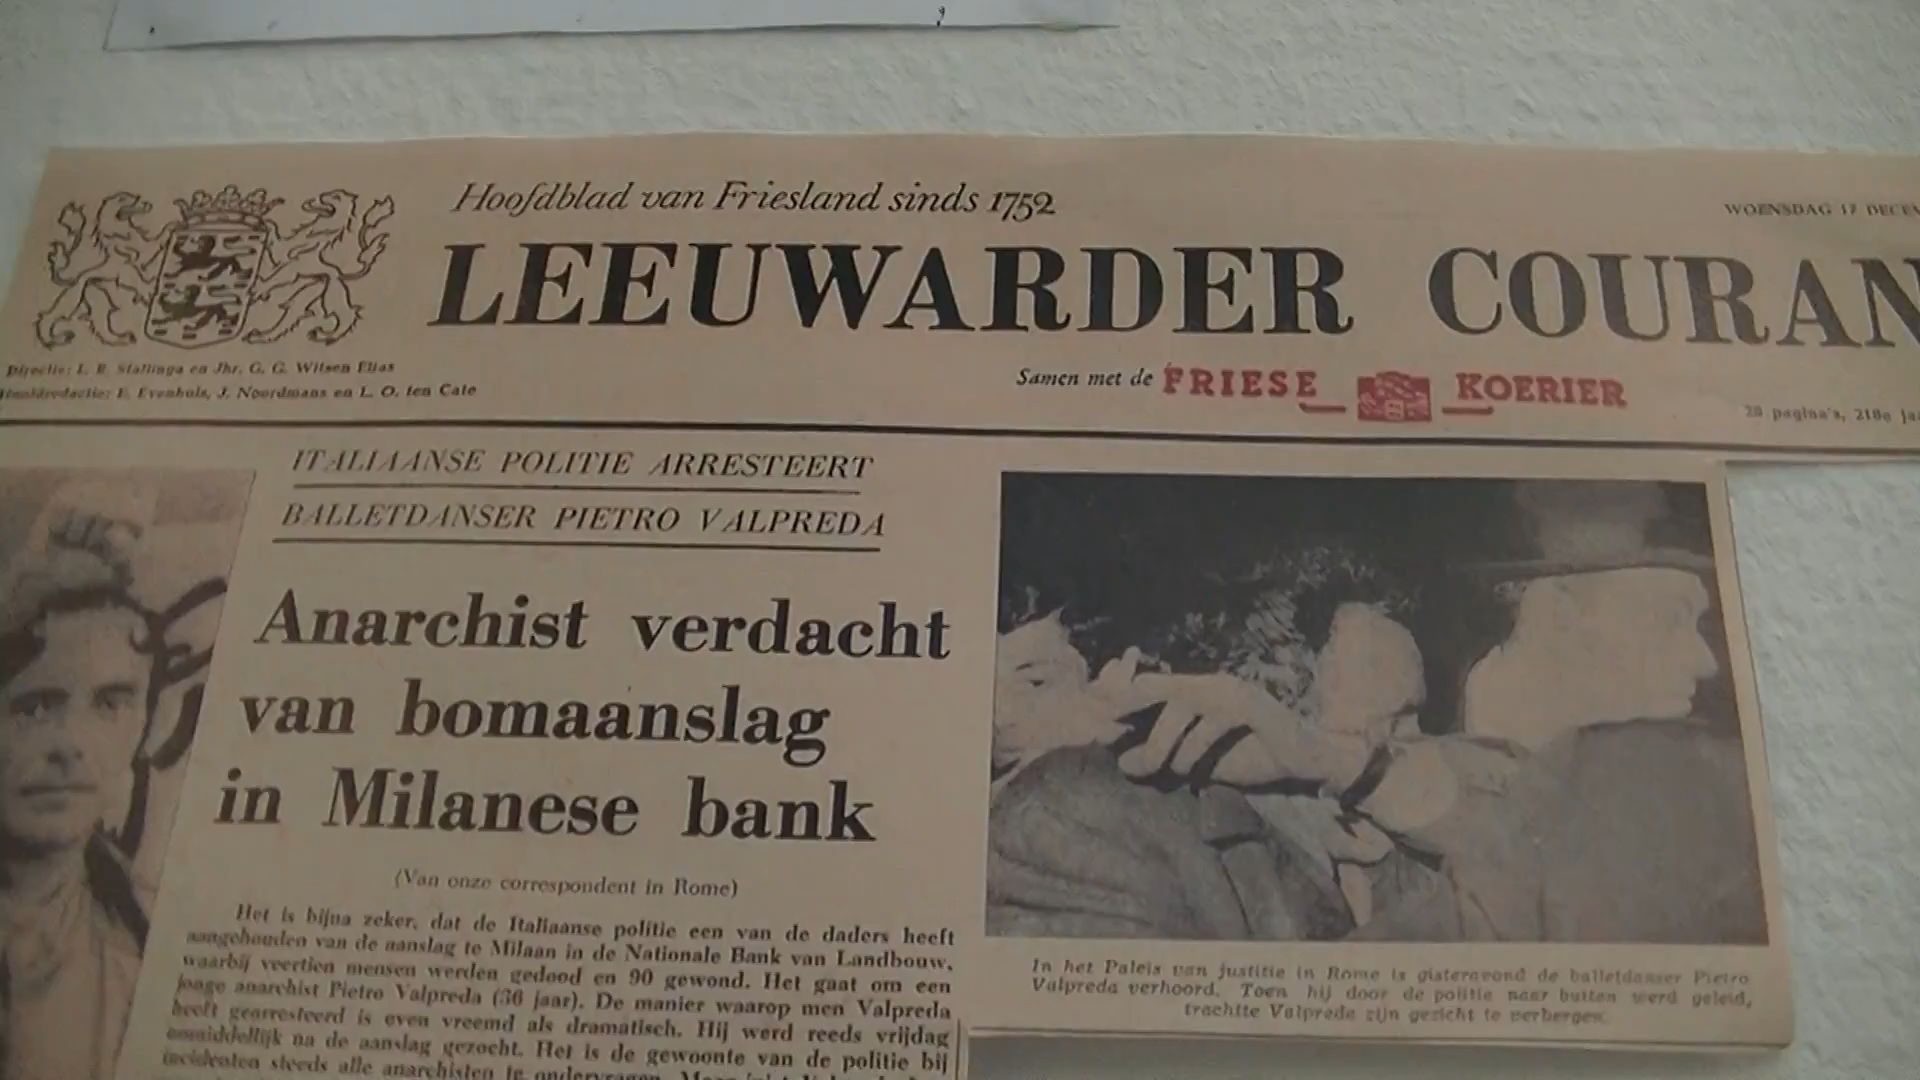 Hoofdblad van Friesland sinds 1752
WOENSDAG 17 DECEM
LEEUWARDER COURAN
Directie: L. R. Stallinga en Jhr. G. G. Witsen Elias
Hoofdredactie: E. Evenhuis, J. Noordmans en L. O. ten Cate
Samen met de FRIESE KOERIER
20 pagina's, 218e jaa
ITALIAANSE POLITIE ARRESTEERT
BALLETDANSER PIETRO VALPREDA
Anarchist verdacht
van bomaanslag
in Milanese bank
(Van onze correspondent in Rome)
Het is bijna zeker, dat de Italiaanse politie een van de daders heeft
aangehouden van de aanslag te Milaan in de Nationale Bank van Landbouw,
waarbij veertien mensen werden gedood en 90 gewond. Het gaat om een
jonge anarchist Pietro Valpreda (36 jaar). De manier waarop men Valpreda
heeft gearresteerd is even vreemd als dramatisch. Hij werd reeds vrijdag
onmiddellijk na de aanslag gezocht. Het is de gewoonte van de politie bij
incidenten steeds alle anarchisten te ondervragen.
In het Paleis van justitie in Rome is gisteravond de balletdanser Pietro
Valpreda verhoord. Toen hij door de politie naar buiten werd geleid,
trachtte Valpreda zijn gezicht te verbergen.